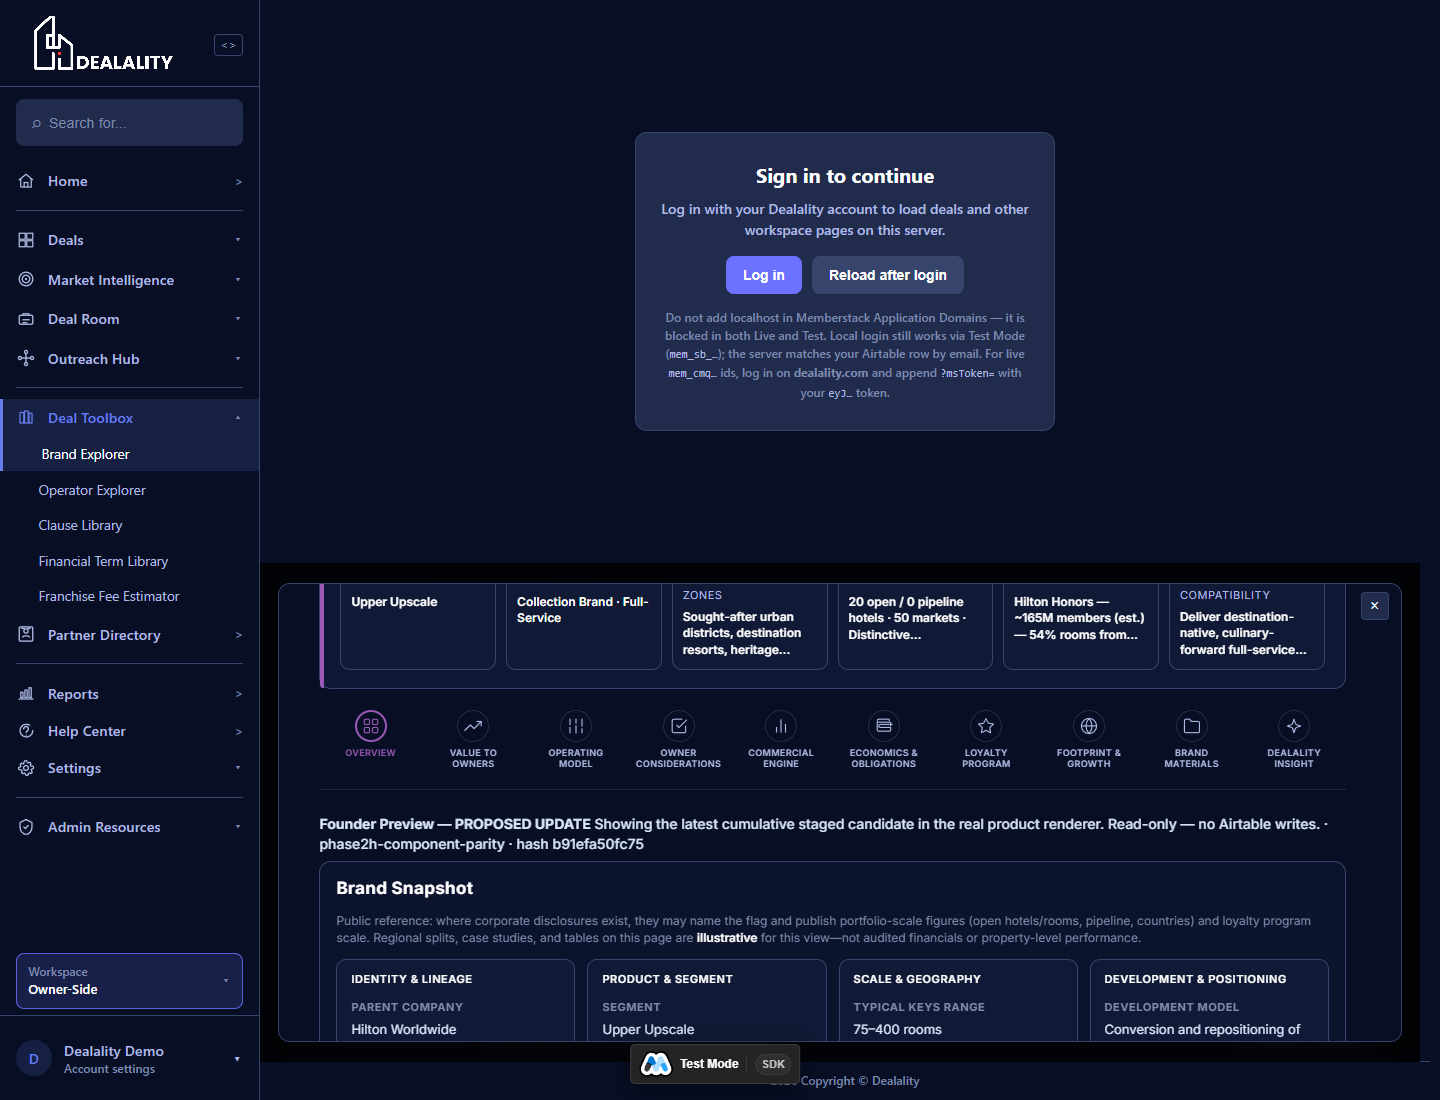 DEALALITY
<>
Search for...
Home
Deals
Market Intelligence
Deal Room
Outreach Hub
Deal Toolbox
Brand Explorer
Operator Explorer
Clause Library
Financial Term Library
Franchise Fee Estimator
Partner Directory
Reports
Help Center
Settings
Admin Resources
Workspace
Owner-Side
D
Dealality Demo
Account settings
Sign in to continue
Log in with your Dealality account to load deals and other
workspace pages on this server.
Log in
Reload after login
Do not add localhost in Memberstack Application Domains — it is
blocked in both Live and Test. Local login still works via Test Mode
(mem_sb_…); the server matches your Airtable row by email. For live
mem_cmq… ids, log in on dealality.com and append ?msToken= with
your eyJ… token.
×
Upper Upscale
Collection Brand · Full-
Service
ZONES
Sought-after urban
districts, destination
resorts, heritage...
20 open / 0 pipeline
hotels · 50 markets ·
Distinctive...
Hilton Honors —
~165M members (est.)
— 54% rooms from...
COMPATIBILITY
Deliver destination-
native, culinary-
forward full-service...
OVERVIEW
VALUE TO
OWNERS
OPERATING
MODEL
OWNER
CONSIDERATIONS
COMMERCIAL
ENGINE
ECONOMICS &
OBLIGATIONS
LOYALTY
PROGRAM
FOOTPRINT &
GROWTH
BRAND
MATERIALS
DEALALITY
INSIGHT
Founder Preview — PROPOSED UPDATE Showing the latest cumulative staged candidate in the real product renderer. Read-only — no Airtable writes. ·
phase2h-component-parity · hash b91efa50fc75
Brand Snapshot
Public reference: where corporate disclosures exist, they may name the flag and publish portfolio-scale figures (open hotels/rooms, pipeline, countries) and loyalty program
scale. Regional splits, case studies, and tables on this page are illustrative for this view—not audited financials or property-level performance.
IDENTITY & LINEAGE
PARENT COMPANY
Hilton Worldwide
PRODUCT & SEGMENT
SEGMENT
Upper Upscale
SCALE & GEOGRAPHY
TYPICAL KEYS RANGE
75–400 rooms
DEVELOPMENT & POSITIONING
DEVELOPMENT MODEL
Conversion and repositioning of
Test Mode
SDK
Copyright © Dealality